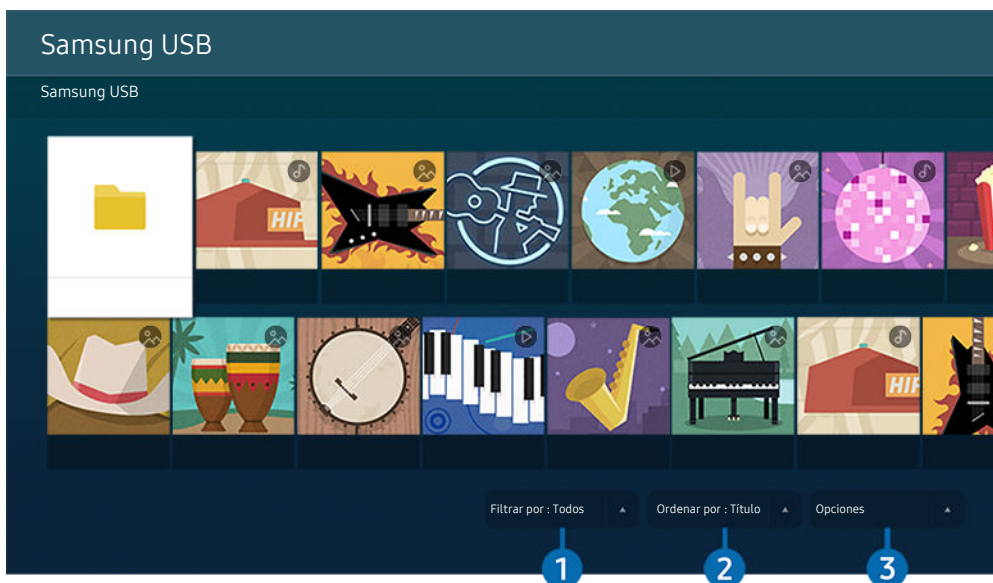 Samsung USB
Samsung USB
HIP
HIP
Filtrar por : Todos
Ordenar por : Título
Opciones
1
2
3